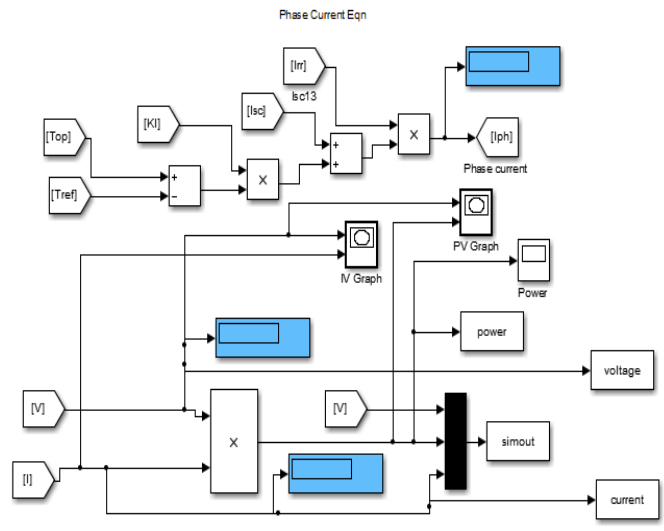 Phase Current Eqn
[Irr]
Isc13
[Isc]
[KI]
[Top]
[Tref]
+
−
X
+
+
X
[Iph]
Phase current
IV Graph
PV Graph
Power
power
voltage
[V]
[V]
X
simout
[I]
current